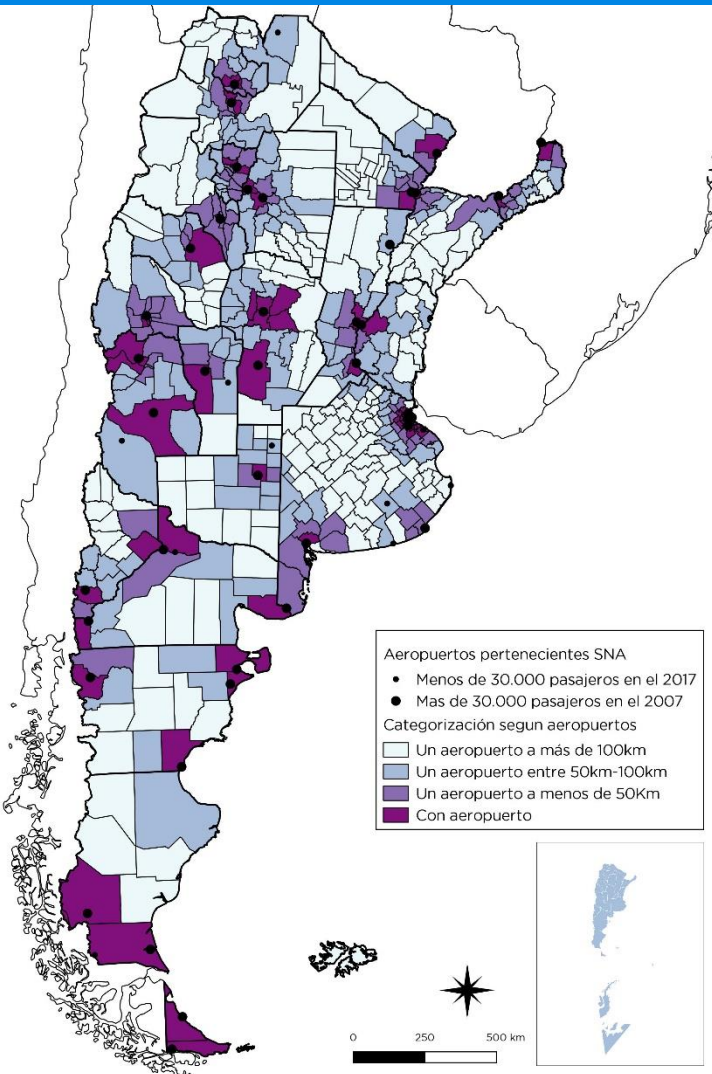 Aeropuertos pertenecientes SNA
Menos de 30.000 pasajeros en el 2017
Mas de 30.000 pasajeros en el 2007
Categorización segun aeropuertos
Un aeropuerto a más de 100km
Un aeropuerto entre 50km-100km
Un aeropuerto a menos de 50Km
Con aeropuerto
0 250 500 km